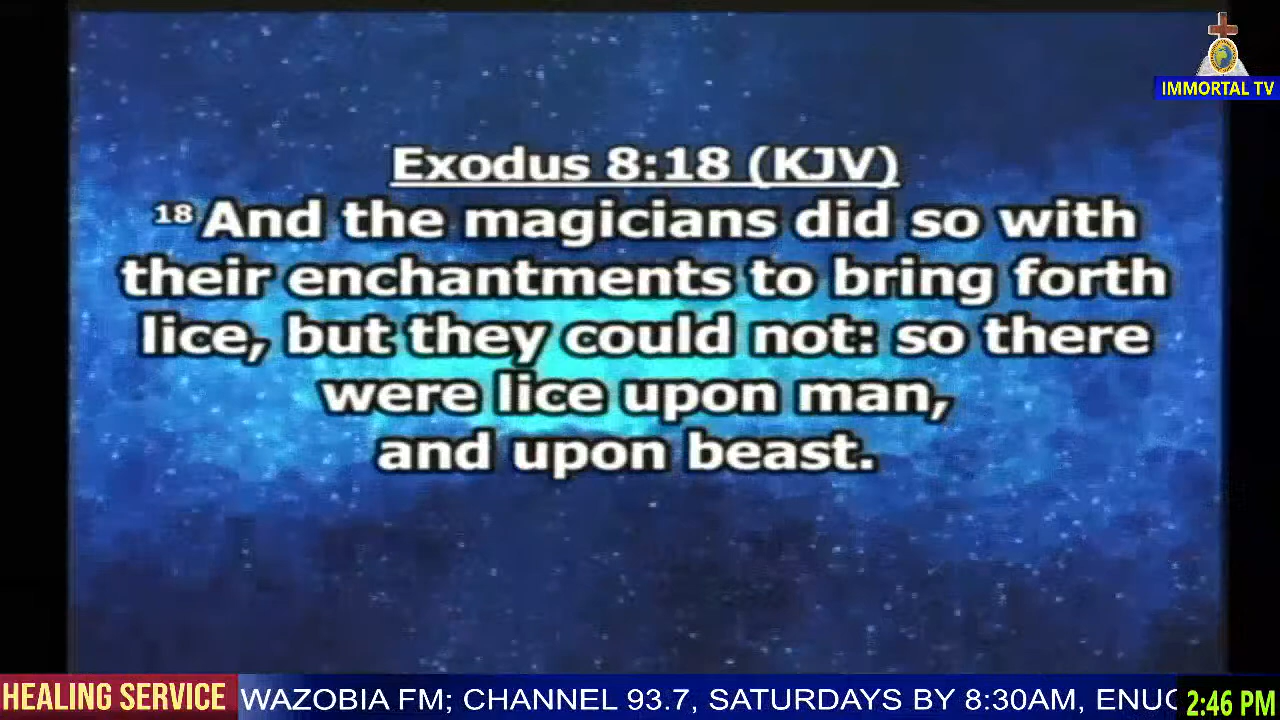 IMMORTAL TV
Exodus 8:18 (KJV)
18 And the magicians did so with
their enchantments to bring forth
lice, but they could not: so there
were lice upon man,
and upon beast.
HEALING SERVICE
WAZOBIA FM; CHANNEL 93.7, SATURDAYS BY 8:30AM,
2:46 PM